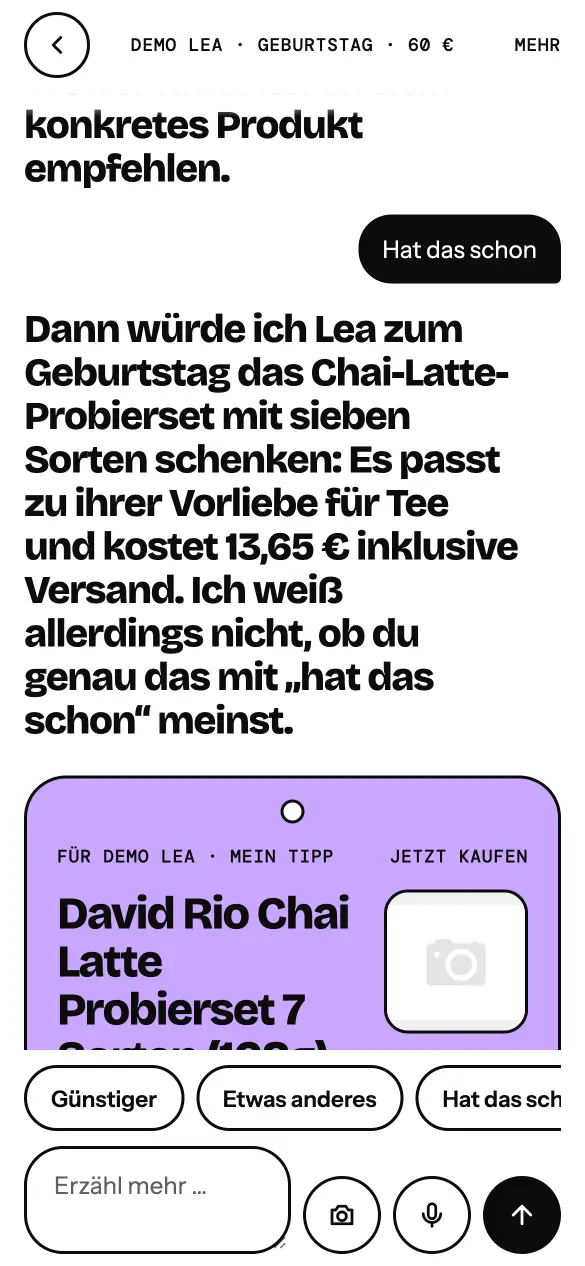 DEMO LEA · GEBURTSTAG · 60 €
MEHR
konkretes Produkt
empfehlen.
Hat das schon
Dann würde ich Lea zum
Geburtstag das Chai-Latte-
Probierset mit sieben
Sorten schenken: Es passt
zu ihrer Vorliebe für Tee
und kostet 13,65 € inklusive
Versand. Ich weiß
allerdings nicht, ob du
genau das mit „hat das
schon“ meinst.
FÜR DEMO LEA · MEIN TIPP
JETZT KAUFEN
David Rio Chai
Latte
Probierset 7
Günstiger
Etwas anderes
Hat das sch
Erzähl mehr ...